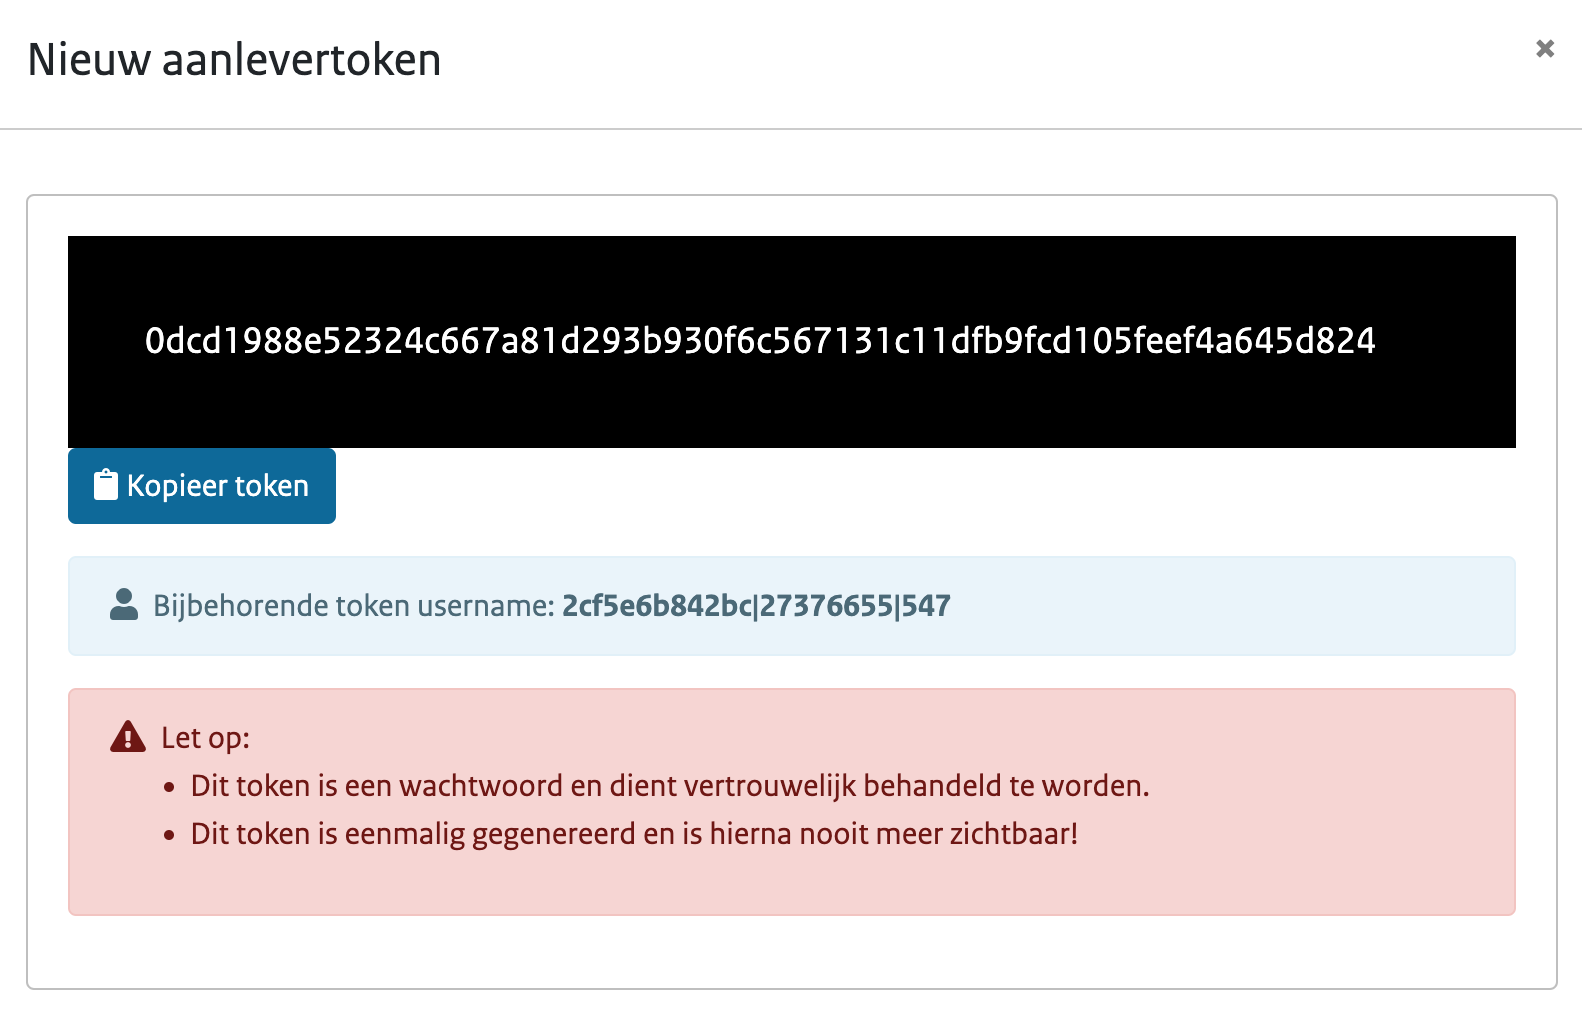 Nieuw aanlevertoken
0dcd1988e52324c667a81d293b930f6c567131c11dfb9fcd105feef4a645d824
Kopieer token
Bijbehorende token username: 2cf5e6b842bc|27376655|547
Let op:
• Dit token is een wachtwoord en dient vertrouwelijk behandeld te worden.
• Dit token is eenmalig gegenereerd en is hierna nooit meer zichtbaar!